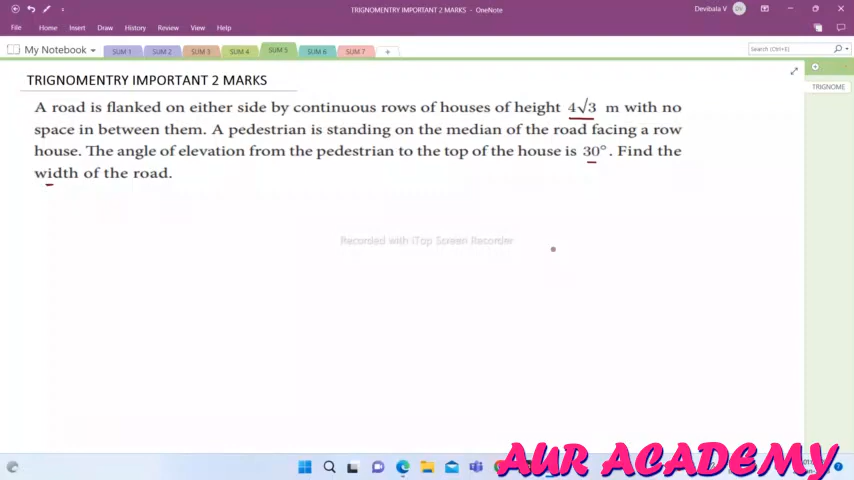 TRIGNOMENTRY IMPORTANT 2 MARKS - OneNote
Devibala V
File Home Insert Draw History Review View Help
My Notebook SUM 1 SUM 2 SUM 3 SUM 4 SUM 5 SUM 6 SUM 7 +
Search (Ctrl+E)
TRIGNOME
TRIGNOMENTRY IMPORTANT 2 MARKS
A road is flanked on either side by continuous rows of houses of height 4√3 m with no
space in between them. A pedestrian is standing on the median of the road facing a row
house. The angle of elevation from the pedestrian to the top of the house is 30°. Find the
width of the road.
Recorded with iTop Screen Recorder
AUR ACADEMY